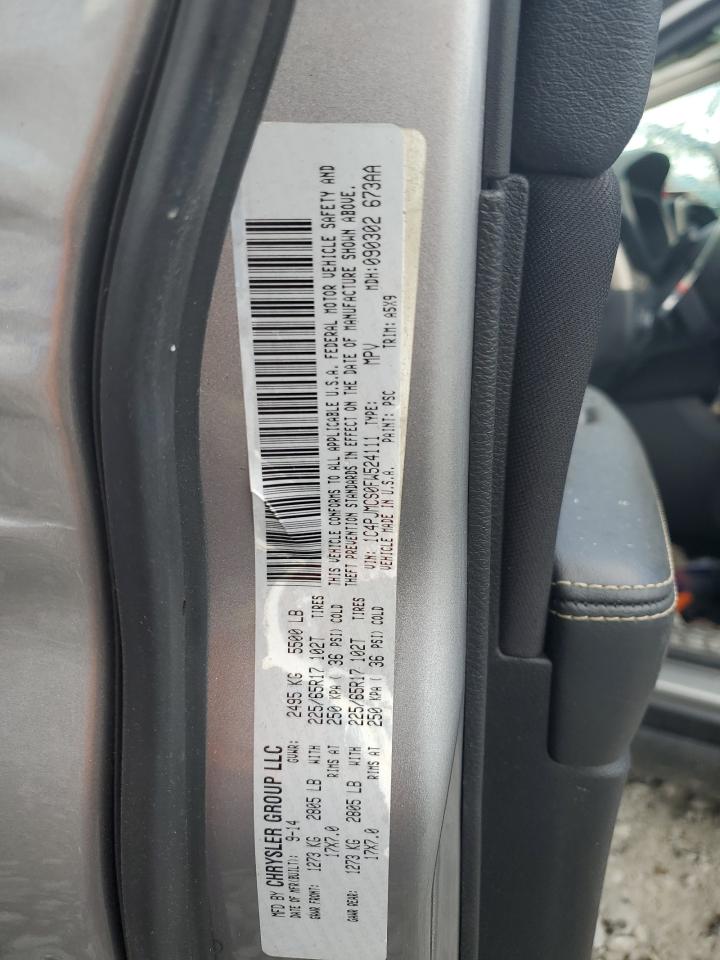 MFD BY CHRYSLER GROUP LLC
DATE OF MFR(BUILT): 9-14 GVWR: 2495 KG 5500 LB
GAWR FRONT: 1273 KG 2805 LB WITH 225/65R17 102T TIRES
17X7.0 RIMS AT 250 KPA ( 36 PSI) COLD
GAWR REAR: 1273 KG 2805 LB WITH 225/65R17 102T TIRES
17X7.0 RIMS AT 250 KPA ( 36 PSI) COLD
THIS VEHICLE CONFORMS TO ALL APPLICABLE U.S.A. FEDERAL MOTOR VEHICLE SAFETY AND
THEFT PREVENTION STANDARDS IN EFFECT ON THE DATE OF MANUFACTURE SHOWN ABOVE.
VIN: 1C4PJMCS0FW524111 TYPE: MPV MDH:090302 673AA
VEHICLE MADE IN U.S.A. PAINT: PSC TRIM: A5X9